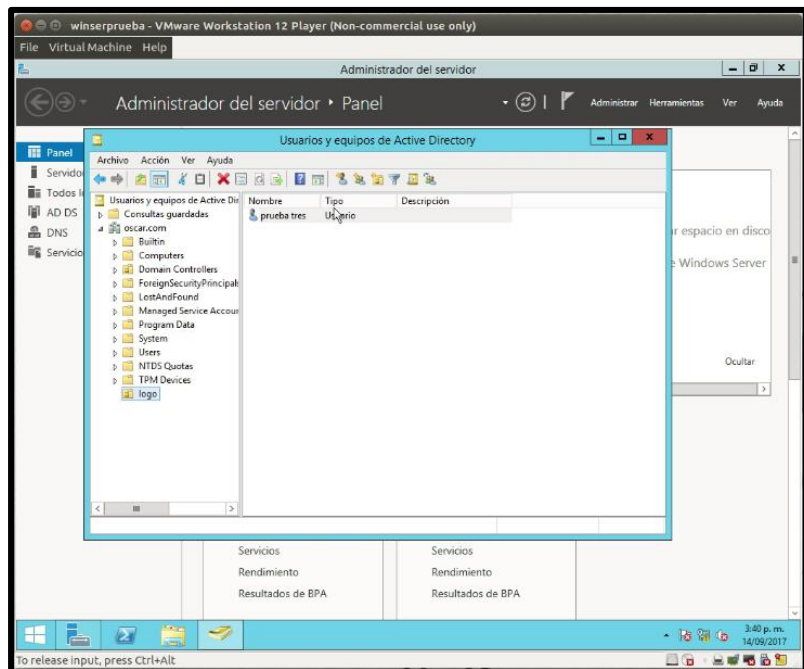 winserprueba - VMware Workstation 12 Player (Non-commercial use only)
File Virtual Machine Help
Administrador del servidor
Administrador del servidor • Panel
Administrar Herramientas Ver Ayuda
Panel
Servido
Todos l
AD DS
DNS
Servicio
Usuarios y equipos de Active Directory
Archivo Acción Ver Ayuda
Usuarios y equipos de Active Dir
Consultas guardadas
oscar.com
Builtin
Computers
Domain Controllers
ForeignSecurityPrincipals
LostAndFound
Managed Service Accour
Program Data
System
Users
NTDS Quotas
TPM Devices
logo
Nombre Tipo Descripción
prueba tres Usuario
r espacio en disco
e Windows Server
Ocultar
Servicios
Rendimiento
Resultados de BPA
Servicios
Rendimiento
Resultados de BPA
3:40 p. m.
14/09/2017
To release input, press Ctrl+Alt